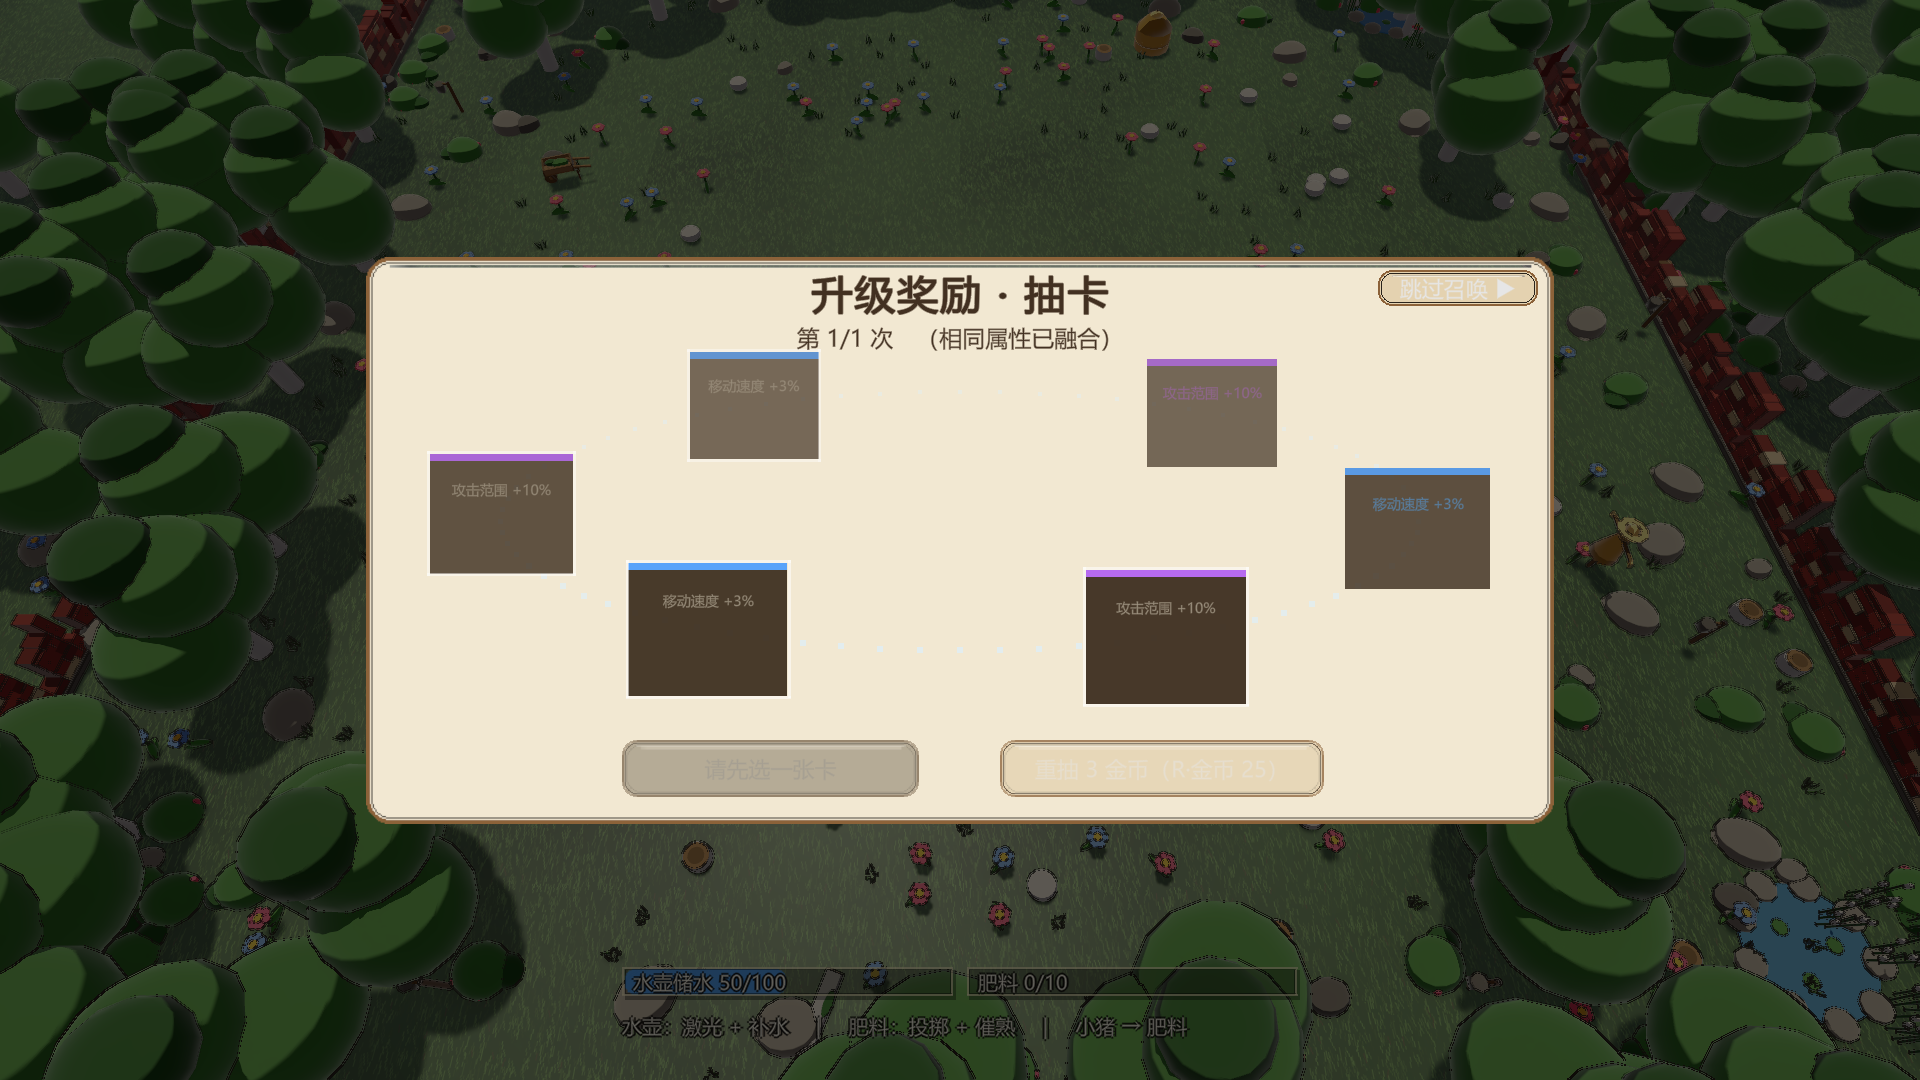 升级奖励 · 抽卡
跳过召唤 ▶
第 1/1 次 （相同属性已融合）
移动速度 +3%
攻击范围 +10%
攻击范围 +10%
移动速度 +3%
移动速度 +3%
攻击范围 +10%
请先选一张卡
重抽 3 金币（R·金币 25）
水壶储水 50/100
肥料 0/10
水壶：激光 + 补水 | 肥料：投掷 + 催熟 | 小猪 → 肥料